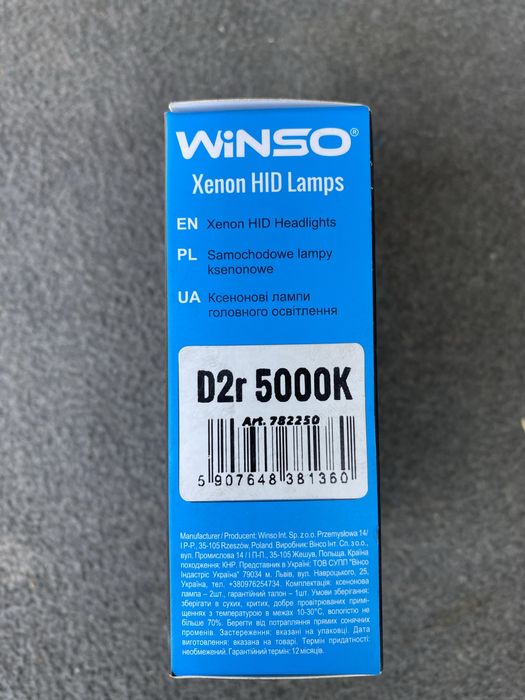 WiNSO®
Xenon HID Lamps
EN Xenon HID Headlights
PL Samochodowe lampy
ksenonowe
UA Ксенонові лампи
головного освітлення
D2r 5000K
Art. 782250
5 907648 381360
Manufacturer / Producent: Winso Int. Sp. z.o.o. Przemysłowa 14/
I P-P., 35-105 Rzeszów, Poland. Виробник: Вінсо Інт. Сп. з о.о.,
вул. Промислова 14 / І П-П., 35-105 Жешув, Польща. Країна
походження: КНР. Представник в Україні: ТОВ СУПП "Вінсо
Індастріс Україна" 79034 м. Львів, вул. Навроцького, 25,
Україна, тел. +380976254734. Комплектація: ксенонова
лампа – 2шт., гарантійний талон – 1шт. Умови зберігання:
зберігати в сухих, критих, добре провітрюваних примі-
щеннях з температурою в межах 10-30°С, вологістю не
більше 70%. Берегти від потрапляння прямих сонячних
променів. Застереження: вказані на упаковці. Дата
виготовлення: вказана на товарі. Термін придатності:
необмежений. Гарантійний термін: 12 місяців.